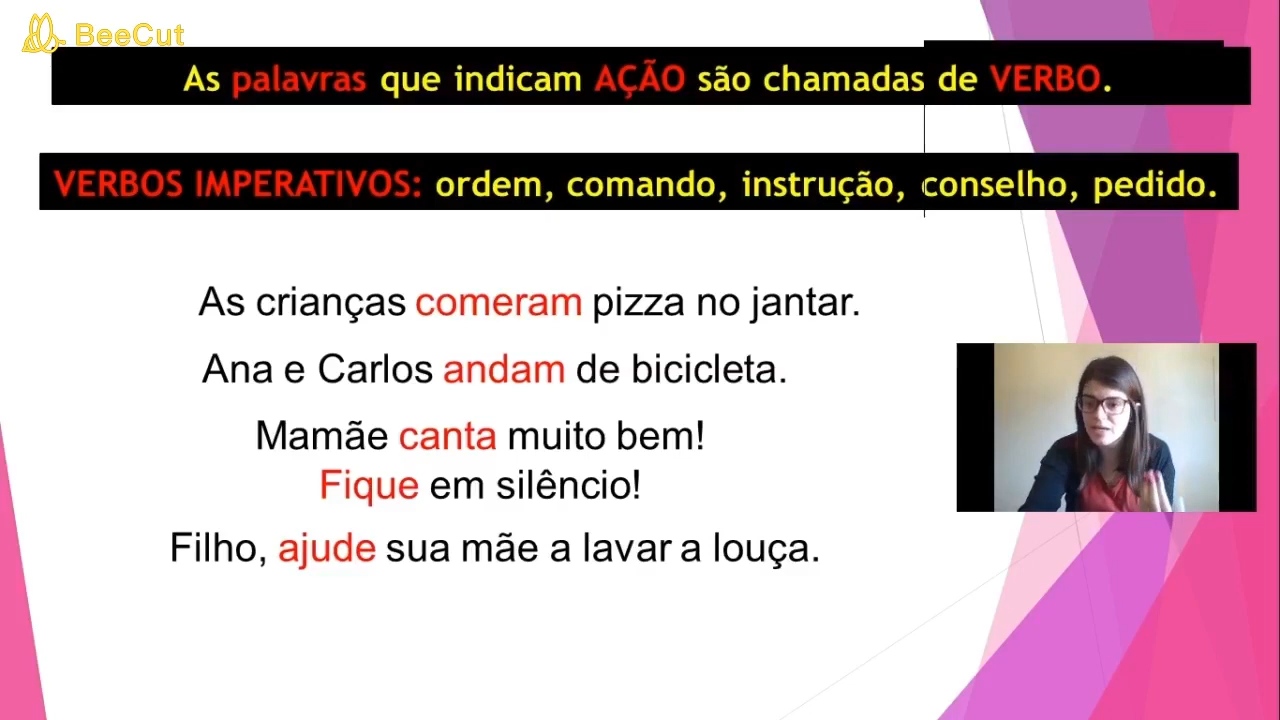 BeeCut
As palavras que indicam AÇÃO são chamadas de VERBO.
VERBOS IMPERATIVOS: ordem, comando, instrução, conselho, pedido.
As crianças comeram pizza no jantar.
Ana e Carlos andam de bicicleta.
Mamãe canta muito bem!
Fique em silêncio!
Filho, ajude sua mãe a lavar a louça.